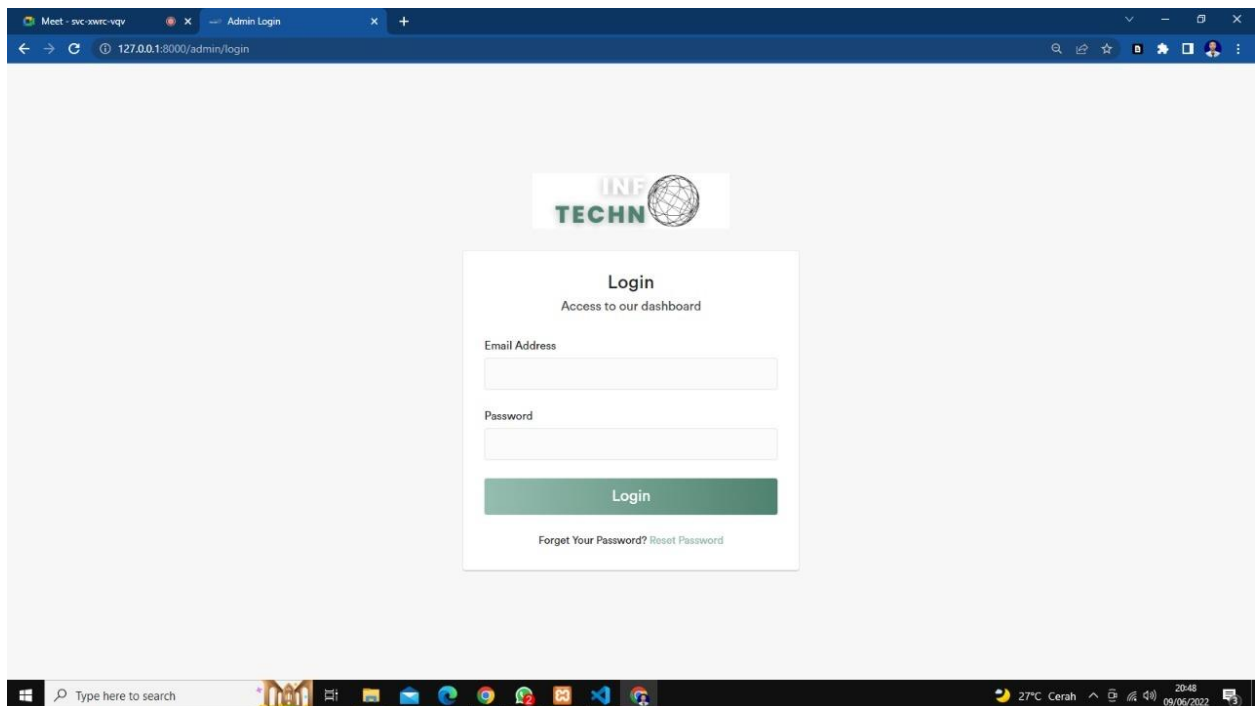 Meet - svc-xwrc-vqv
Admin Login
127.0.0.1:8000/admin/login
INF
TECHN
Login
Access to our dashboard
Email Address
Password
Login
Forget Your Password? Reset Password
Type here to search
27°C Cerah
20:48
09/06/2022